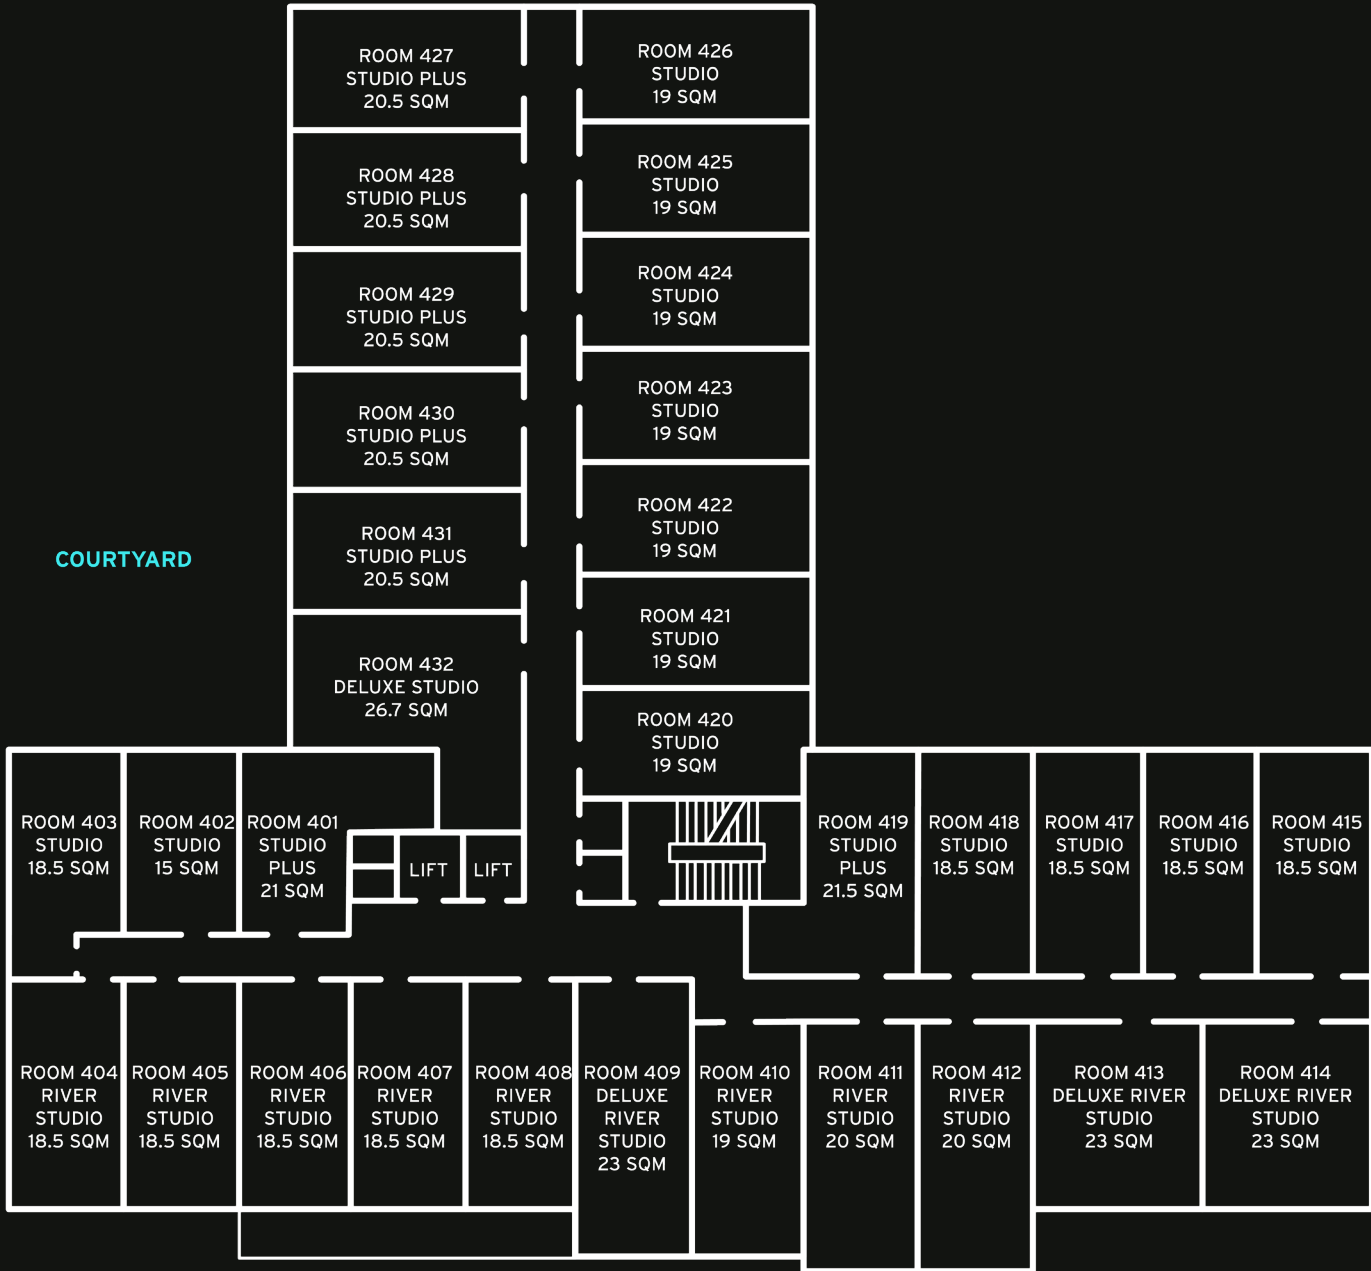 ROOM 427
STUDIO PLUS
20.5 SQM
ROOM 426
STUDIO
19 SQM
ROOM 428
STUDIO PLUS
20.5 SQM
ROOM 425
STUDIO
19 SQM
ROOM 429
STUDIO PLUS
20.5 SQM
ROOM 424
STUDIO
19 SQM
ROOM 430
STUDIO PLUS
20.5 SQM
ROOM 423
STUDIO
19 SQM
ROOM 431
STUDIO PLUS
20.5 SQM
ROOM 422
STUDIO
19 SQM
COURTYARD
ROOM 432
DELUXE STUDIO
26.7 SQM
ROOM 421
STUDIO
19 SQM
ROOM 420
STUDIO
19 SQM
ROOM 403
STUDIO
18.5 SQM
ROOM 402
STUDIO
15 SQM
ROOM 401
STUDIO
PLUS
21 SQM
LIFT
LIFT
ROOM 419
STUDIO
PLUS
21.5 SQM
ROOM 418
STUDIO
18.5 SQM
ROOM 417
STUDIO
18.5 SQM
ROOM 416
STUDIO
18.5 SQM
ROOM 415
STUDIO
18.5 SQM
ROOM 404
RIVER
STUDIO
18.5 SQM
ROOM 405
RIVER
STUDIO
18.5 SQM
ROOM 406
RIVER
STUDIO
18.5 SQM
ROOM 407
RIVER
STUDIO
18.5 SQM
ROOM 408
RIVER
STUDIO
18.5 SQM
ROOM 409
DELUXE
RIVER
STUDIO
23 SQM
ROOM 410
RIVER
STUDIO
19 SQM
ROOM 411
RIVER
STUDIO
20 SQM
ROOM 412
RIVER
STUDIO
20 SQM
ROOM 413
DELUXE RIVER
STUDIO
23 SQM
ROOM 414
DELUXE RIVER
STUDIO
23 SQM